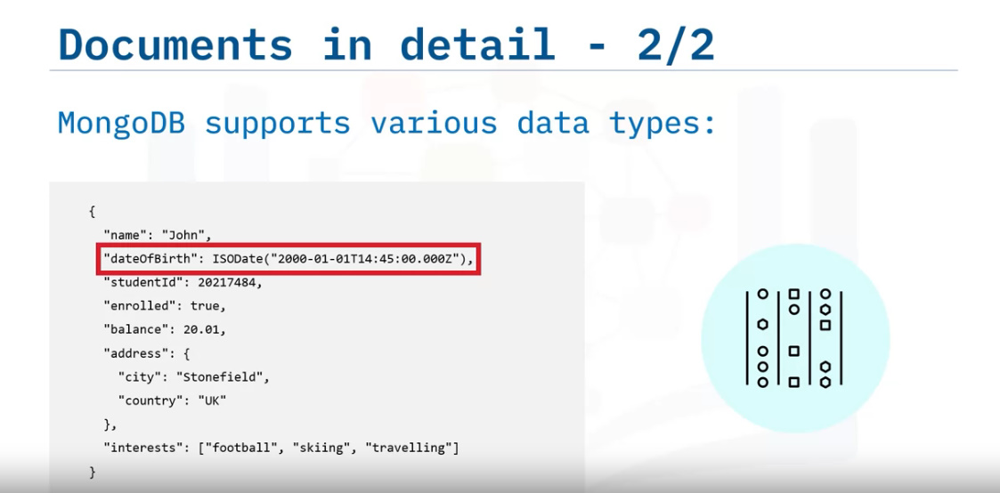 Documents in detail - 2/2
MongoDB supports various data types:
{
"name": "John",
"dateOfBirth": ISODate("2000-01-01T14:45:00.000Z"),
"studentId": 20217484,
"enrolled": true,
"balance": 20.01,
"address": {
"city": "Stonefield",
"country": "UK"
},
"interests": ["football", "skiing", "travelling"]
}